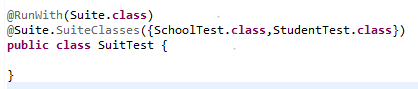 @RunWith(Suite.class)
@Suite.SuiteClasses({SchoolTest.class,StudentTest.class})
public class SuitTest {
}